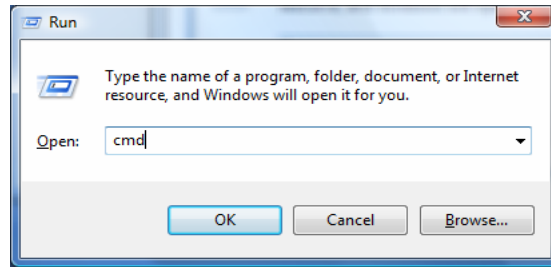 Run
Type the name of a program, folder, document, or Internet
resource, and Windows will open it for you.
Open: cmd
OK Cancel Browse...